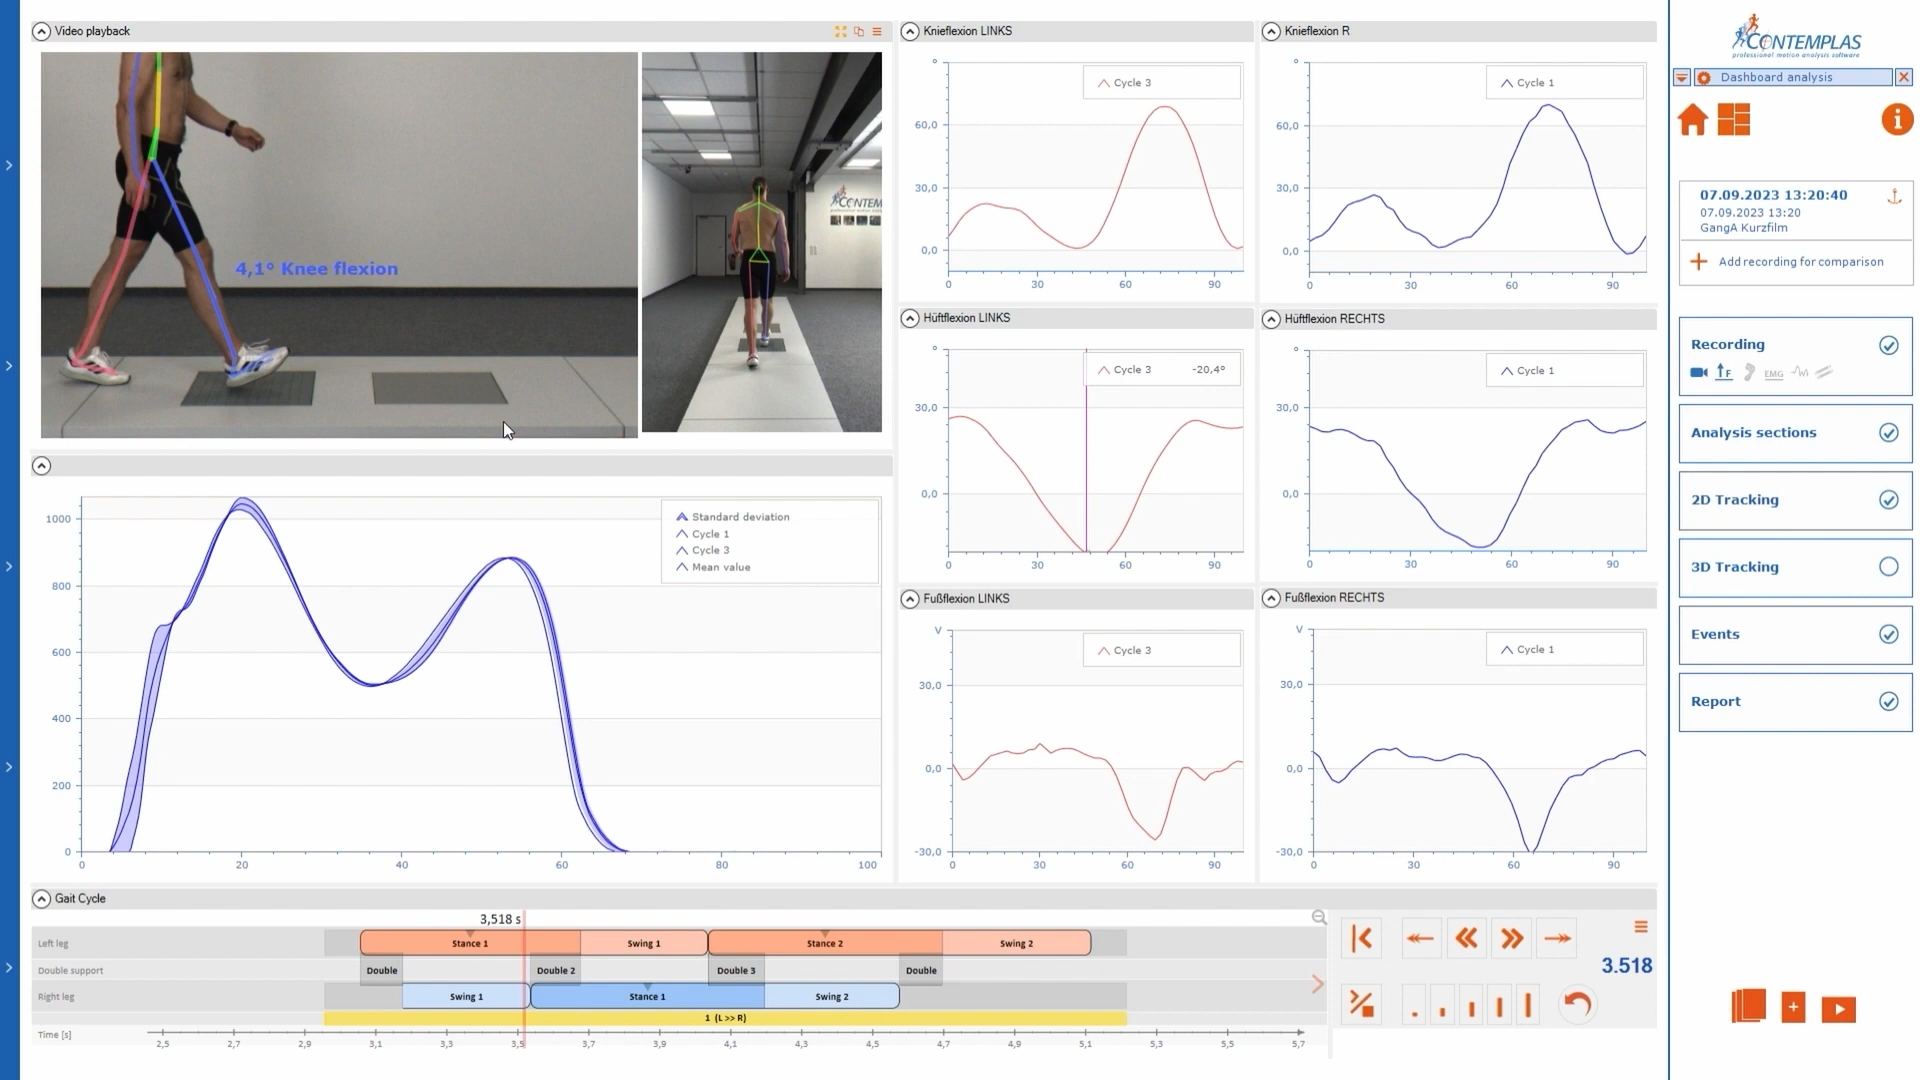 Video playback
4,1° Knee flexion
CONTEM
1000
800
600
400
200
0
0 20 40 60 80 100
Standard deviation
Cycle 1
Cycle 3
Mean value
Knieflexion LINKS
°
60,0
30,0
0,0
0 30 60 90
Cycle 3
Knieflexion R
°
60,0
30,0
0,0
0 30 60 90
Cycle 1
Hüftflexion LINKS
°
30,0
0,0
0 30 60 90
Cycle 3 -20,4°
Hüftflexion RECHTS
°
30,0
0,0
0 30 60 90
Cycle 1
Fußflexion LINKS
V
30,0
0,0
-30,0
0 30 60 90
Cycle 3
Fußflexion RECHTS
V
30,0
0,0
-30,0
0 30 60 90
Cycle 1
Gait Cycle
3,518 s
Left leg Stance 1 Swing 1 Stance 2 Swing 2
Double support Double Double 2 Double 3 Double
Right leg Swing 1 Stance 1 Swing 2
1 (L >> R)
Time [s] 2,5 2,7 2,9 3,1 3,3 3,5 3,7 3,9 4,1 4,3 4,5 4,7 4,9 5,1 5,3 5,5 5,7
3.518
CONTEMPLAS
professional motion analysis software
Dashboard analysis
07.09.2023 13:20:40
07.09.2023 13:20
GangA Kurzfilm
Add recording for comparison
Recording
F EMG
Analysis sections
2D Tracking
3D Tracking
Events
Report